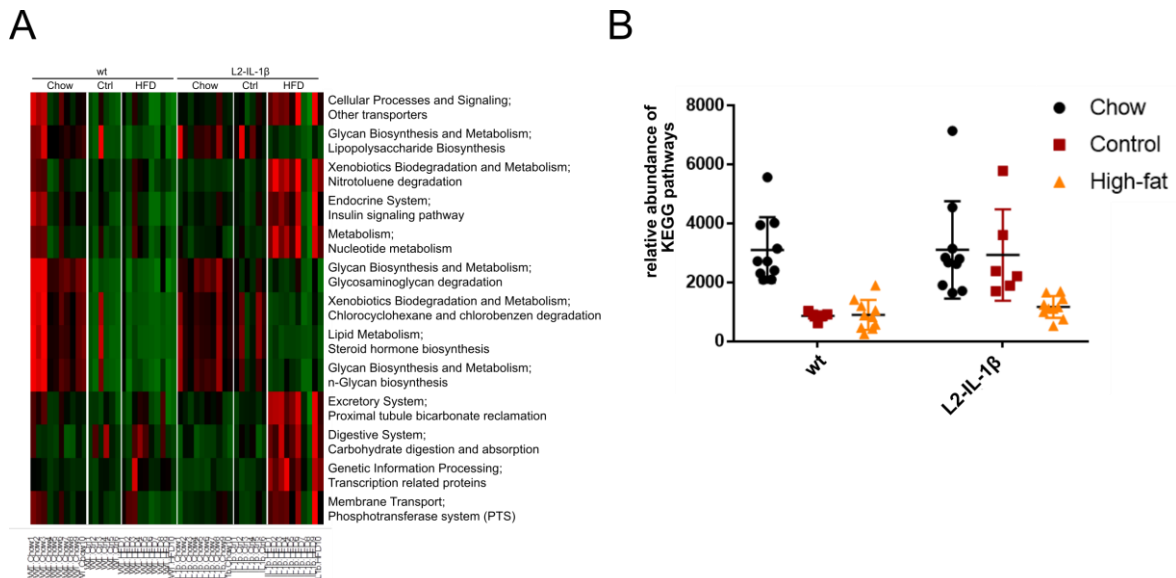 A
wt
L2-IL-1β
Chow
Ctrl
HFD
Chow
Ctrl
HFD
Cellular Processes and Signaling;
Other transporters
Glycan Biosynthesis and Metabolism;
Lipopolysaccharide Biosynthesis
Xenobiotics Biodegradation and Metabolism;
Nitrotoluene degradation
Endocrine System;
Insulin signaling pathway
Metabolism;
Nucleotide metabolism
Glycan Biosynthesis and Metabolism;
Glycosaminoglycan degradation
Xenobiotics Biodegradation and Metabolism;
Chlorocyclohexane and chlorobenzen degradation
Lipid Metabolism;
Steroid hormone biosynthesis
Glycan Biosynthesis and Metabolism;
n-Glycan biosynthesis
Excretory System;
Proximal tubule bicarbonate reclamation
Digestive System;
Carbohydrate digestion and absorption
Genetic Information Processing;
Transcription related proteins
Membrane Transport;
Phosphotransferase system (PTS)
B
relative abundance of
KEGG pathways
8000
6000
4000
2000
0
wt
L2-IL-1β
Chow
Control
High-fat